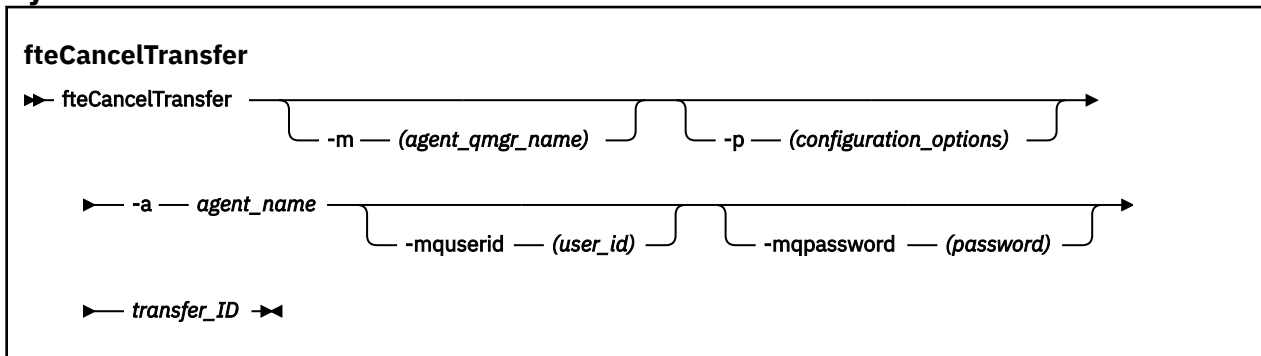 fteCancelTransfer
fteCancelTransfer
-m (agent_qmgr_name) -p (configuration_options)
-a agent_name
-mquserid (user_id) -mqpassword (password)
transfer_ID